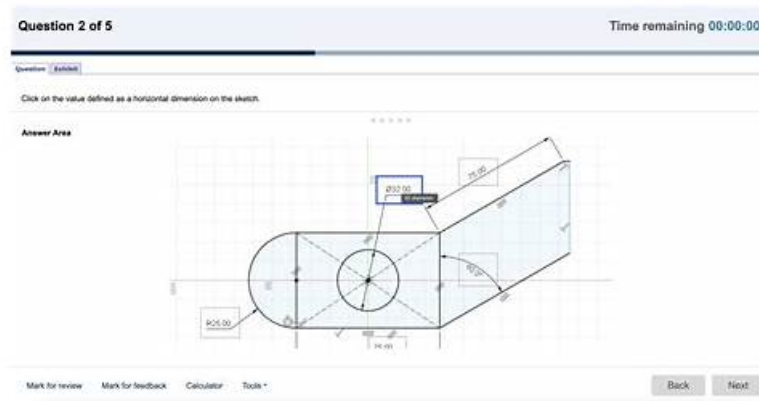 Question 2 of 5
Time remaining 00:00:00
Question Exhibit
Click on the value defined as a horizontal dimension on the sketch.
Answer Area
75.00
Ø32.00
R25.00
Mark for review Mark for feedback Calculator Tools
Back Next